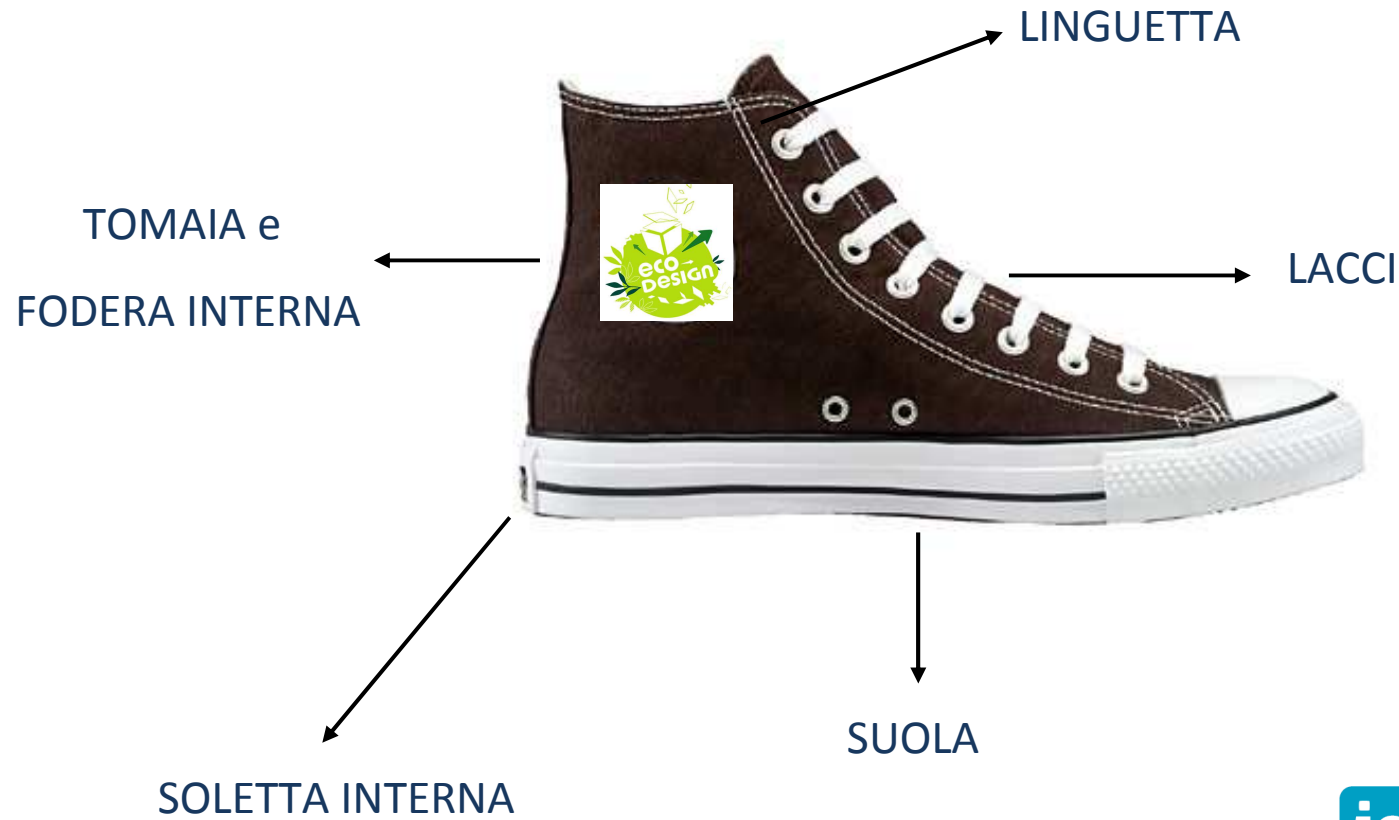 LINGUETTA
TOMAIA e
FODERA INTERNA
eco
DESIGN
LACCI
SUOLA
SOLETTA INTERNA